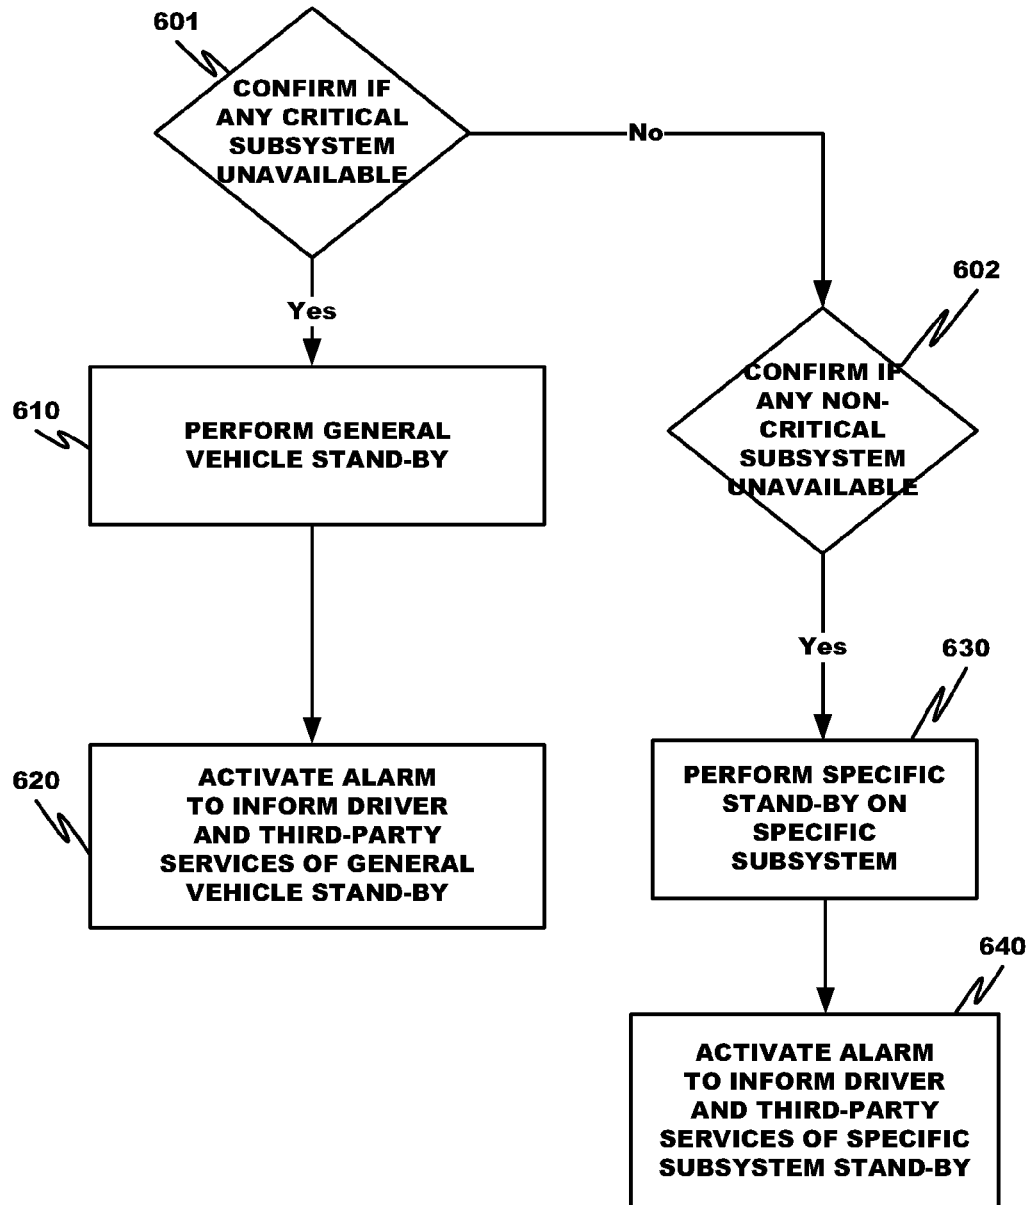 601
CONFIRM IF
ANY CRITICAL
SUBSYSTEM
UNAVAILABLE
No
Yes
602
CONFIRM IF
ANY NON-
CRITICAL
SUBSYSTEM
UNAVAILABLE
610
PERFORM GENERAL
VEHICLE STAND-BY
Yes
630
620
ACTIVATE ALARM
TO INFORM DRIVER
AND THIRD-PARTY
SERVICES OF GENERAL
VEHICLE STAND-BY
PERFORM SPECIFIC
STAND-BY ON
SPECIFIC
SUBSYSTEM
640
ACTIVATE ALARM
TO INFORM DRIVER
AND THIRD-PARTY
SERVICES OF SPECIFIC
SUBSYSTEM STAND-BY